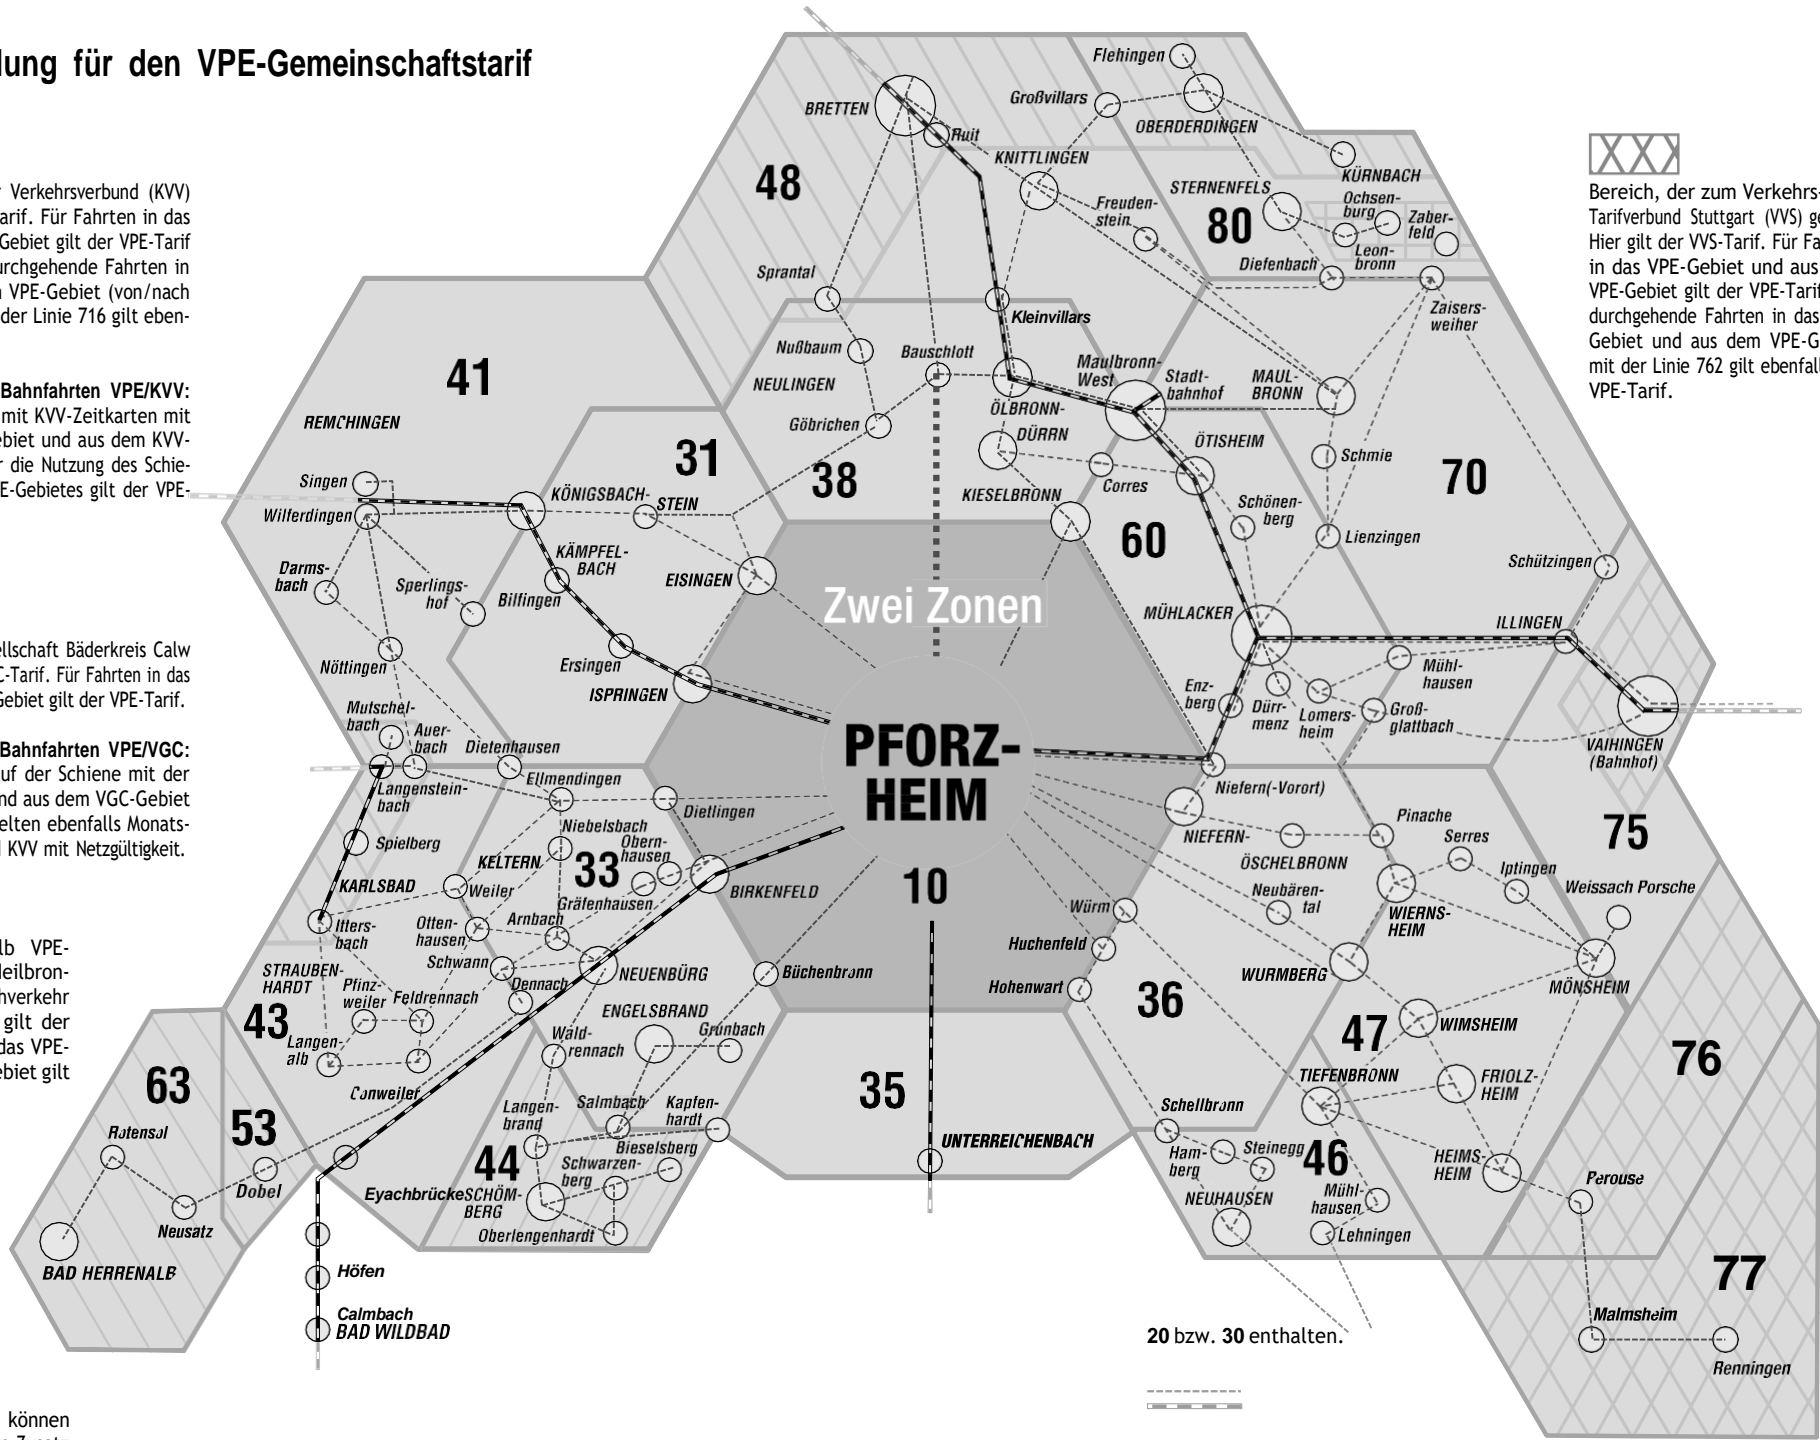 lung für den VPE-Gemeinschaftstarif
r Verkehrsverbund (KVV)
arif. Für Fahrten in das
Gebiet gilt der VPE-Tarif
urchgehende Fahrten in
VPE-Gebiet (von/nach
der Linie 716 gilt eben-
Bahnfahrten VPE/KVV:
mit KVV-Zeitkarten mit
ebiet und aus dem KVV-
r die Nutzung des Schie-
E-Gebietes gilt der VPE-
ellschaft Bäderkreis Calw
C-Tarif. Für Fahrten in das
Gebiet gilt der VPE-Tarif.
Bahnfahrten VPE/VGC:
auf der Schiene mit der
nd aus dem VGC-Gebiet
elten ebenfalls Monats-
KVV mit Netzgültigkeit.
lb VPE-
Heilbron-
hverkehr
gilt der
das VPE-
ebiet gilt
können
Bereich, der zum Verkehrs-
Tarifverbund Stuttgart (VVS) ge
Hier gilt der VVS-Tarif. Für Fa
in das VPE-Gebiet und aus
VPE-Gebiet gilt der VPE-Tarif
durchgehende Fahrten in das
Gebiet und aus dem VPE-G
mit der Linie 762 gilt ebenfall
VPE-Tarif.
Flehingen
BRETTEN
Großvillars
OBERDERDINGEN
Ruit
KNITTLINGEN
48
KÜRNBACH
STERNENFELS
Ochsen-
burg
Zaber-
feld
Freuden-
stein
80
Leon-
bronn
Diefenbach
Sprantal
Zaisers-
weiher
Kleinvillars
Nußbaum
Bauschlott
Maulbronn-
West
Stadt-
bahnhof
MAUL-
BRONN
NEULINGEN
41
REMCHINGEN
ÖLBRONN-
DÜRRN
Göbrichen
ÖTISHEIM
31
38
Schmie
70
Singen
KÖNIGSBACH-
STEIN
KIESELBRONN
Corres
Wilferdingen
Schönen-
berg
60
Lienzingen
KÄMPFEL-
BACH
Schützingen
Darms-
bach
Sperlings-
hof
EISINGEN
Bilfingen
Zwei Zonen
MÜHLACKER
ILLINGEN
Nöttingen
Ersingen
ISPRINGEN
Mühl-
hausen
Enz-
berg
Dürr-
menz
Lomers-
heim
Groß-
glattbach
Mutschel-
bach
Auer-
bach
Dietenhausen
VAIHINGEN
(Bahnhof)
PFORZ-
HEIM
10
Ellmendingen
Langenstein-
bach
Dietlingen
Niefern(-Vorort)
NIEFERN-
ÖSCHELBRONN
Pinache
Serres
75
Spielberg
Niebelsbach
Obern-
hausen
KELTERN
33
Iptingen
Weissach Porsche
KARLSBAD
Weiler
BIRKENFELD
Gräfenhausen
Neubären-
tal
WIERNS-
HEIM
Würm
Itters-
bach
Otten-
hausen
Arnbach
Huchenfeld
Schwann
NEUENBÜRG
Büchenbronn
WURMBERG
MÖNSHEIM
STRAUBEN-
HARDT
Pfinz-
weiler
Feldrennach
Dennach
Hohenwart
36
43
ENGELSBRAND
Grunbach
WIMSHEIM
47
Langen-
alb
Wald-
rennach
76
63
Conweiler
35
TIEFENBRONN
FRIOLZ-
HEIM
Langen-
brand
Salmbach
Kapfen-
hardt
Schellbronn
Rotensol
53
UNTERREICHENBACH
Bieselsberg
44
Schwarzen-
berg
Ham-
berg
Steinegg
46
HEIMS-
HEIM
Dobel
Eyachbrücke
SCHÖM-
BERG
NEUHAUSEN
Mühl-
hausen
Perouse
Neusatz
Oberlengenhardt
Lehningen
BAD HERRENALB
Höfen
77
Calmbach
BAD WILDBAD
Malmsheim
20 bzw. 30 enthalten.
Renningen